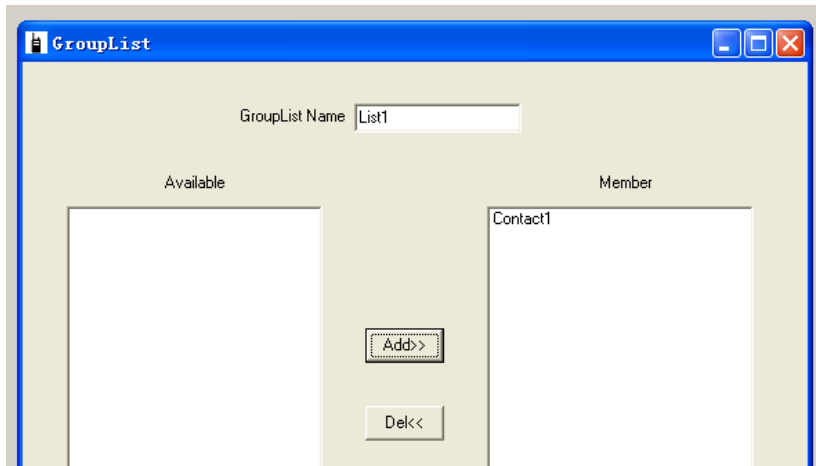 GroupList
GroupList Name List1
Available Member
Contact1
Add>>
Del<<